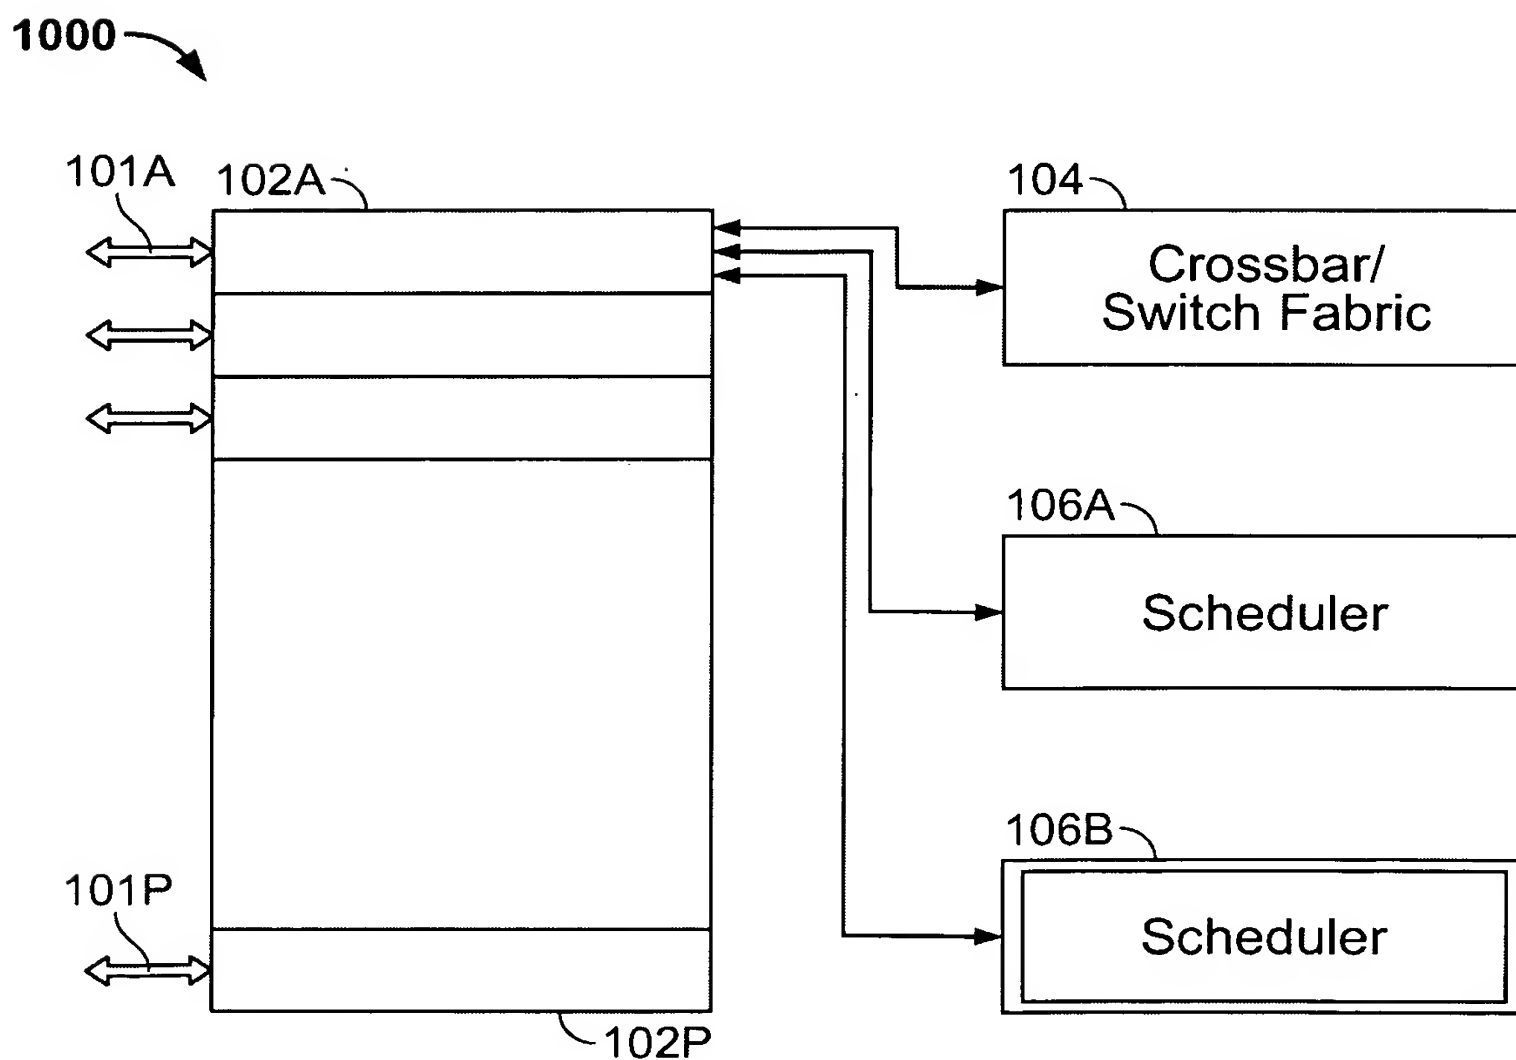 1000
101A
102A
104
Crossbar/
Switch Fabric
106A
Scheduler
106B
Scheduler
101P
102P